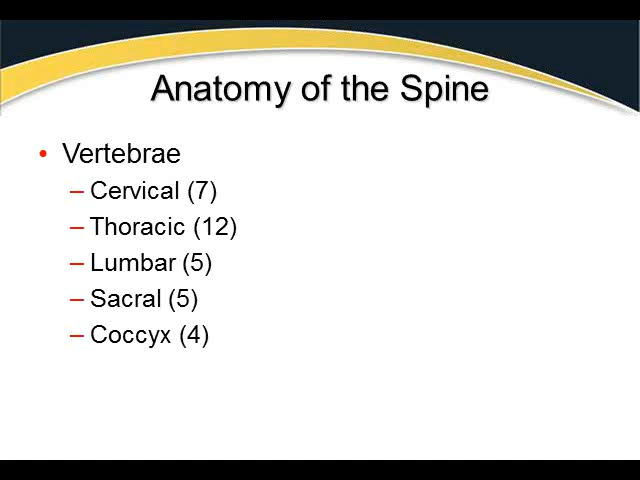 Anatomy of the Spine
• Vertebrae
– Cervical (7)
– Thoracic (12)
– Lumbar (5)
– Sacral (5)
– Coccyx (4)